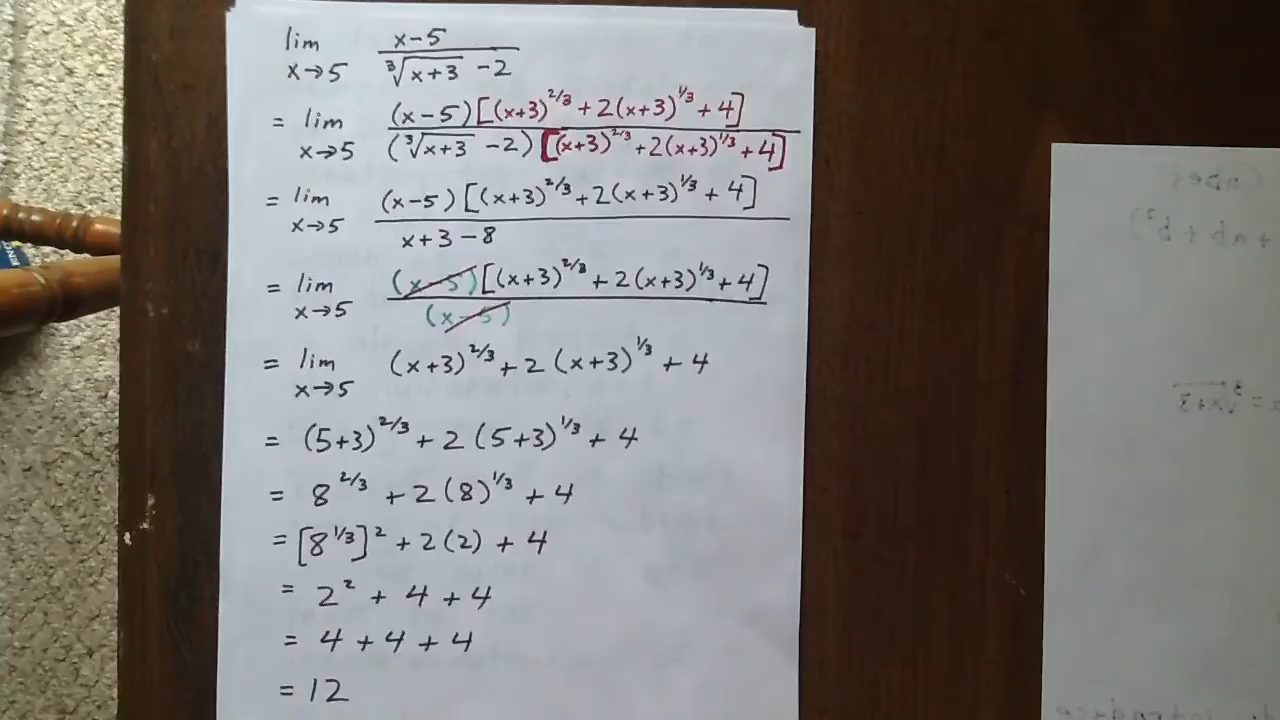 lim x→5 (x-5)/(∛(x+3) - 2)
= lim x→5 (x-5)[(x+3)^2/3 + 2(x+3)^1/3 + 4] / (∛(x+3) - 2)[(x+3)^2/3 + 2(x+3)^1/3 + 4]
= lim x→5 (x-5)[(x+3)^2/3 + 2(x+3)^1/3 + 4] / x+3-8
= lim x→5 (x-5)[(x+3)^2/3 + 2(x+3)^1/3 + 4] / (x-5)
= lim x→5 (x+3)^2/3 + 2(x+3)^1/3 + 4
= (5+3)^2/3 + 2(5+3)^1/3 + 4
= 8^2/3 + 2(8)^1/3 + 4
= [8^1/3]^2 + 2(2) + 4
= 2^2 + 4 + 4
= 4 + 4 + 4
= 12
Cubes
+ab+b²)
=∛(x+3)